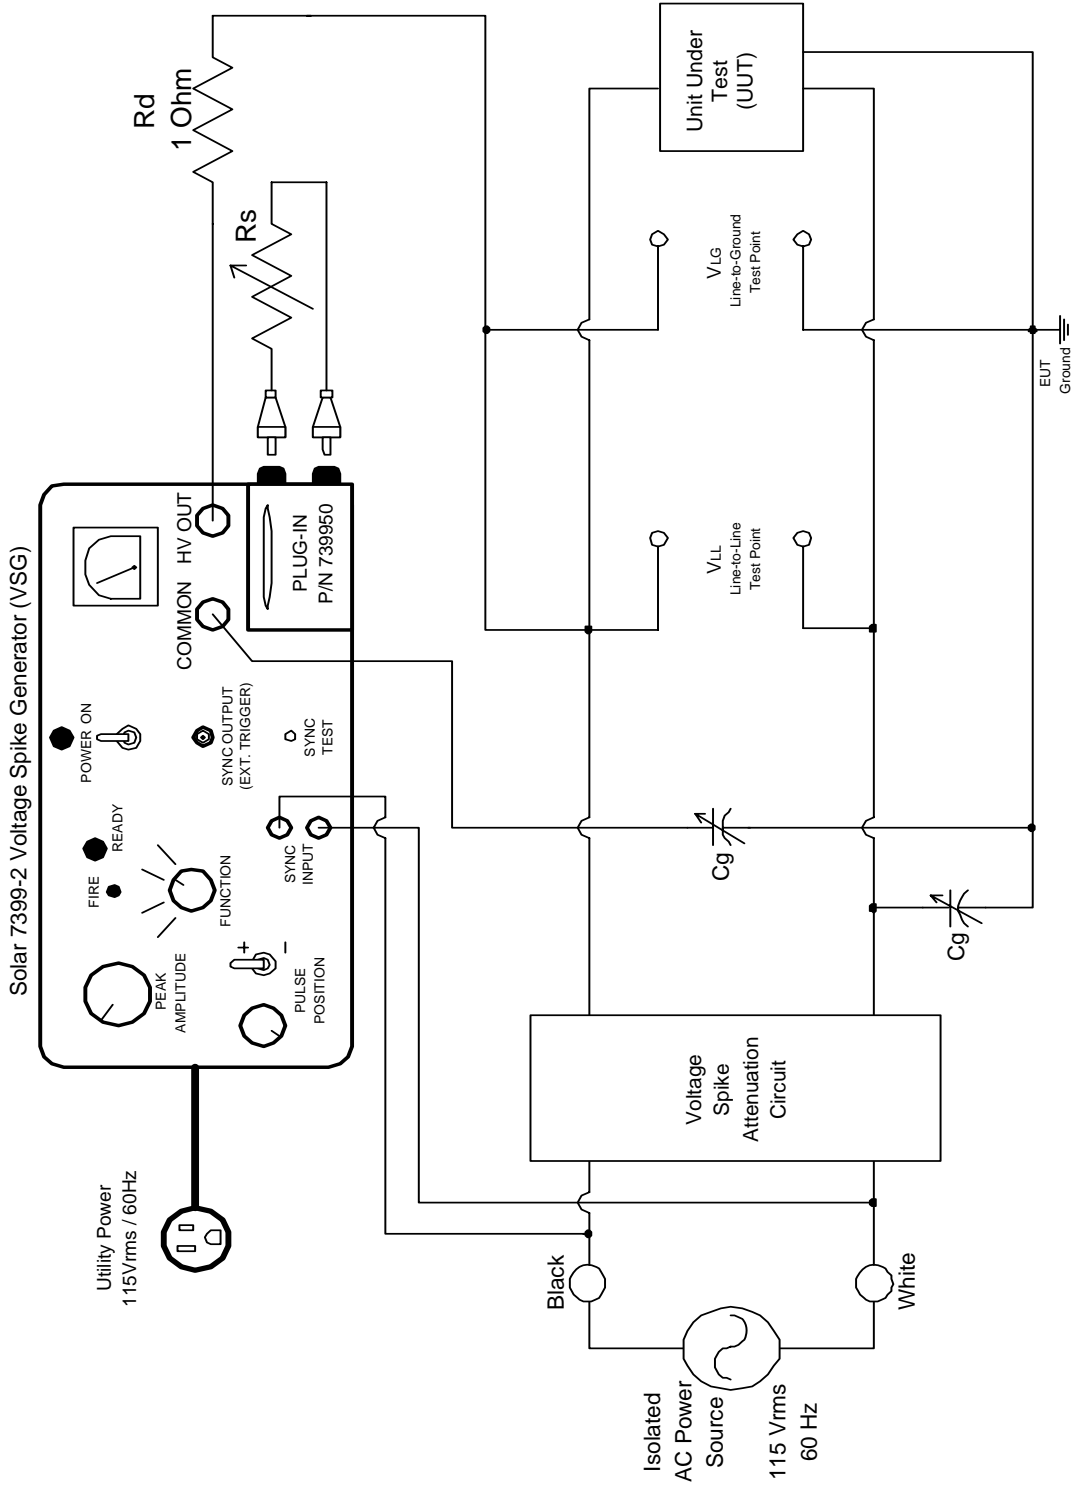 Solar 7399-2 Voltage Spike Generator (VSG)
Utility Power
115Vrms / 60Hz
PEAK
AMPLITUDE
FIRE
READY
POWER ON
FUNCTION
+
−
PULSE
POSITION
SYNC
INPUT
SYNC OUTPUT
(EXT. TRIGGER)
SYNC
TEST
COMMON
HV OUT
PLUG-IN
P/N 739950
Rd
1 Ohm
Rs
Isolated
AC Power
Source
115 Vrms
60 Hz
Black
White
Voltage
Spike
Attenuation
Circuit
Cg
Cg
VLL
Line-to-Line
Test Point
VLG
Line-to-Ground
Test Point
Unit Under
Test
(UUT)
EUT
Ground